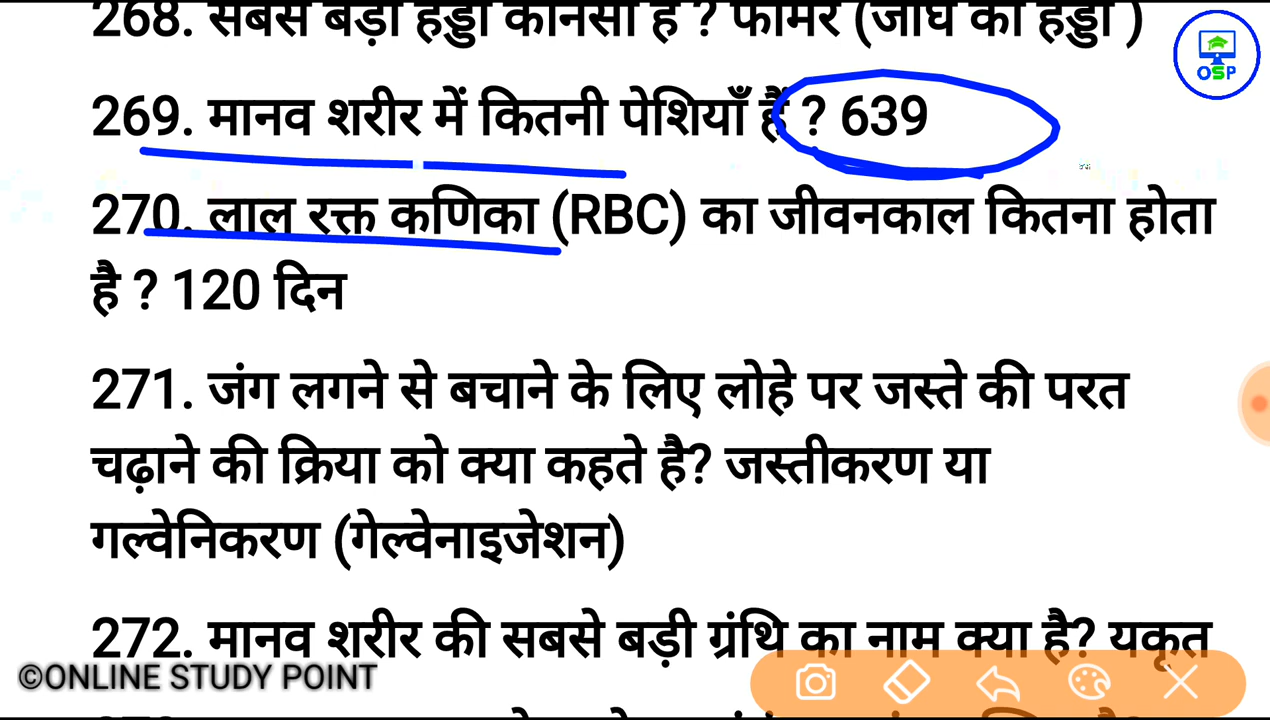 268. सबसे बड़ी हड्डी कौनसी है ? फीमर (जाँघ की हड्डी )
OSP
269. मानव शरीर में कितनी पेशियाँ हैं ? 639
270. लाल रक्त कणिका (RBC) का जीवनकाल कितना होता
है ? 120 दिन
271. जंग लगने से बचाने के लिए लोहे पर जस्ते की परत
चढ़ाने की क्रिया को क्या कहते है? जस्तीकरण या
गल्वेनिकरण (गेल्वेनाइजेशन)
272. मानव शरीर की सबसे बड़ी ग्रंथि का नाम क्या है? यकृत
©ONLINE STUDY POINT